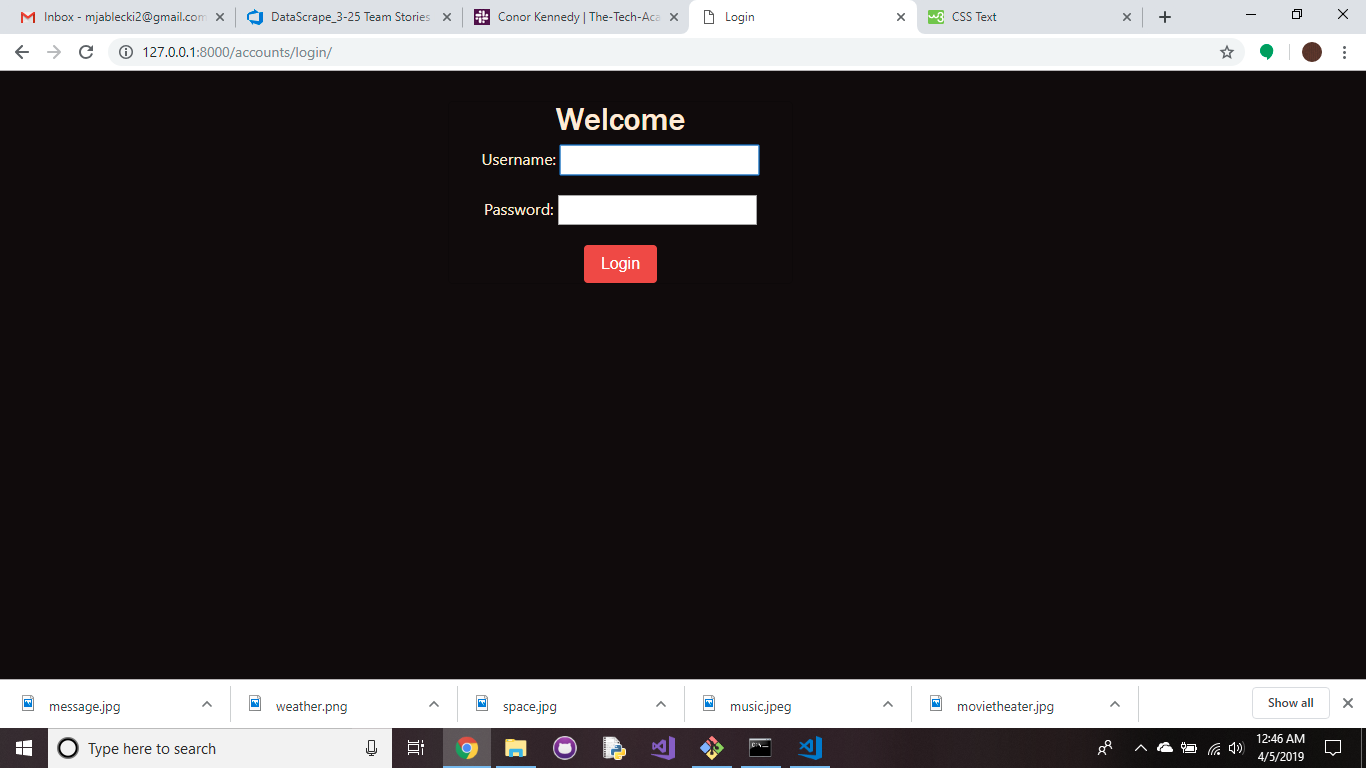 Inbox - mjablecki2@gmail.com
DataScrape_3-25 Team Stories
Conor Kennedy | The-Tech-Aca
Login
CSS Text
127.0.0.1:8000/accounts/login/
Welcome
Username:
Password:
Login
message.jpg
weather.png
space.jpg
music.jpeg
movietheater.jpg
Show all
Type here to search
12:46 AM
4/5/2019